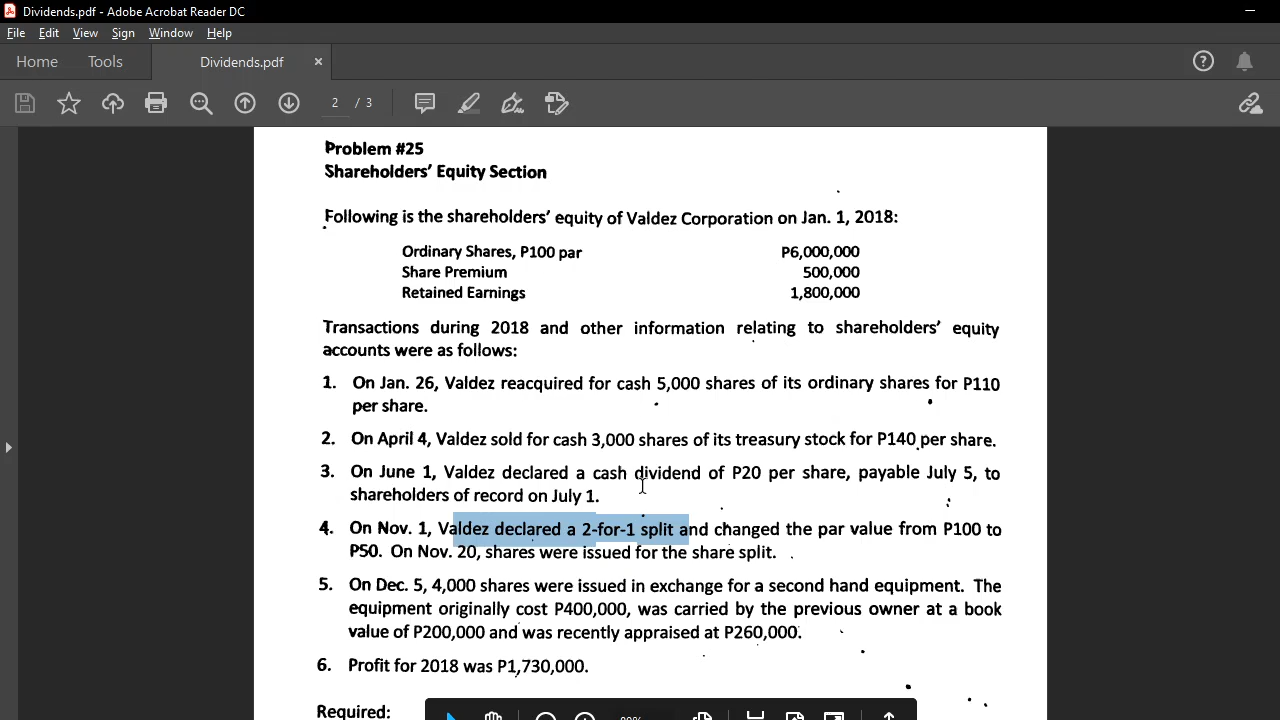 Dividends.pdf - Adobe Acrobat Reader DC
File Edit View Sign Window Help
Home Tools Dividends.pdf ×
2 / 3
Problem #25
Shareholders' Equity Section
Following is the shareholders' equity of Valdez Corporation on Jan. 1, 2018:
Ordinary Shares, P100 par P6,000,000
Share Premium 500,000
Retained Earnings 1,800,000
Transactions during 2018 and other information relating to shareholders' equity
accounts were as follows:
1. On Jan. 26, Valdez reacquired for cash 5,000 shares of its ordinary shares for P110
per share.
2. On April 4, Valdez sold for cash 3,000 shares of its treasury stock for P140 per share.
3. On June 1, Valdez declared a cash dividend of P20 per share, payable July 5, to
shareholders of record on July 1.
4. On Nov. 1, Valdez declared a 2-for-1 split and changed the par value from P100 to
P50. On Nov. 20, shares were issued for the share split.
5. On Dec. 5, 4,000 shares were issued in exchange for a second hand equipment. The
equipment originally cost P400,000, was carried by the previous owner at a book
value of P200,000 and was recently appraised at P260,000.
6. Profit for 2018 was P1,730,000.
Required: